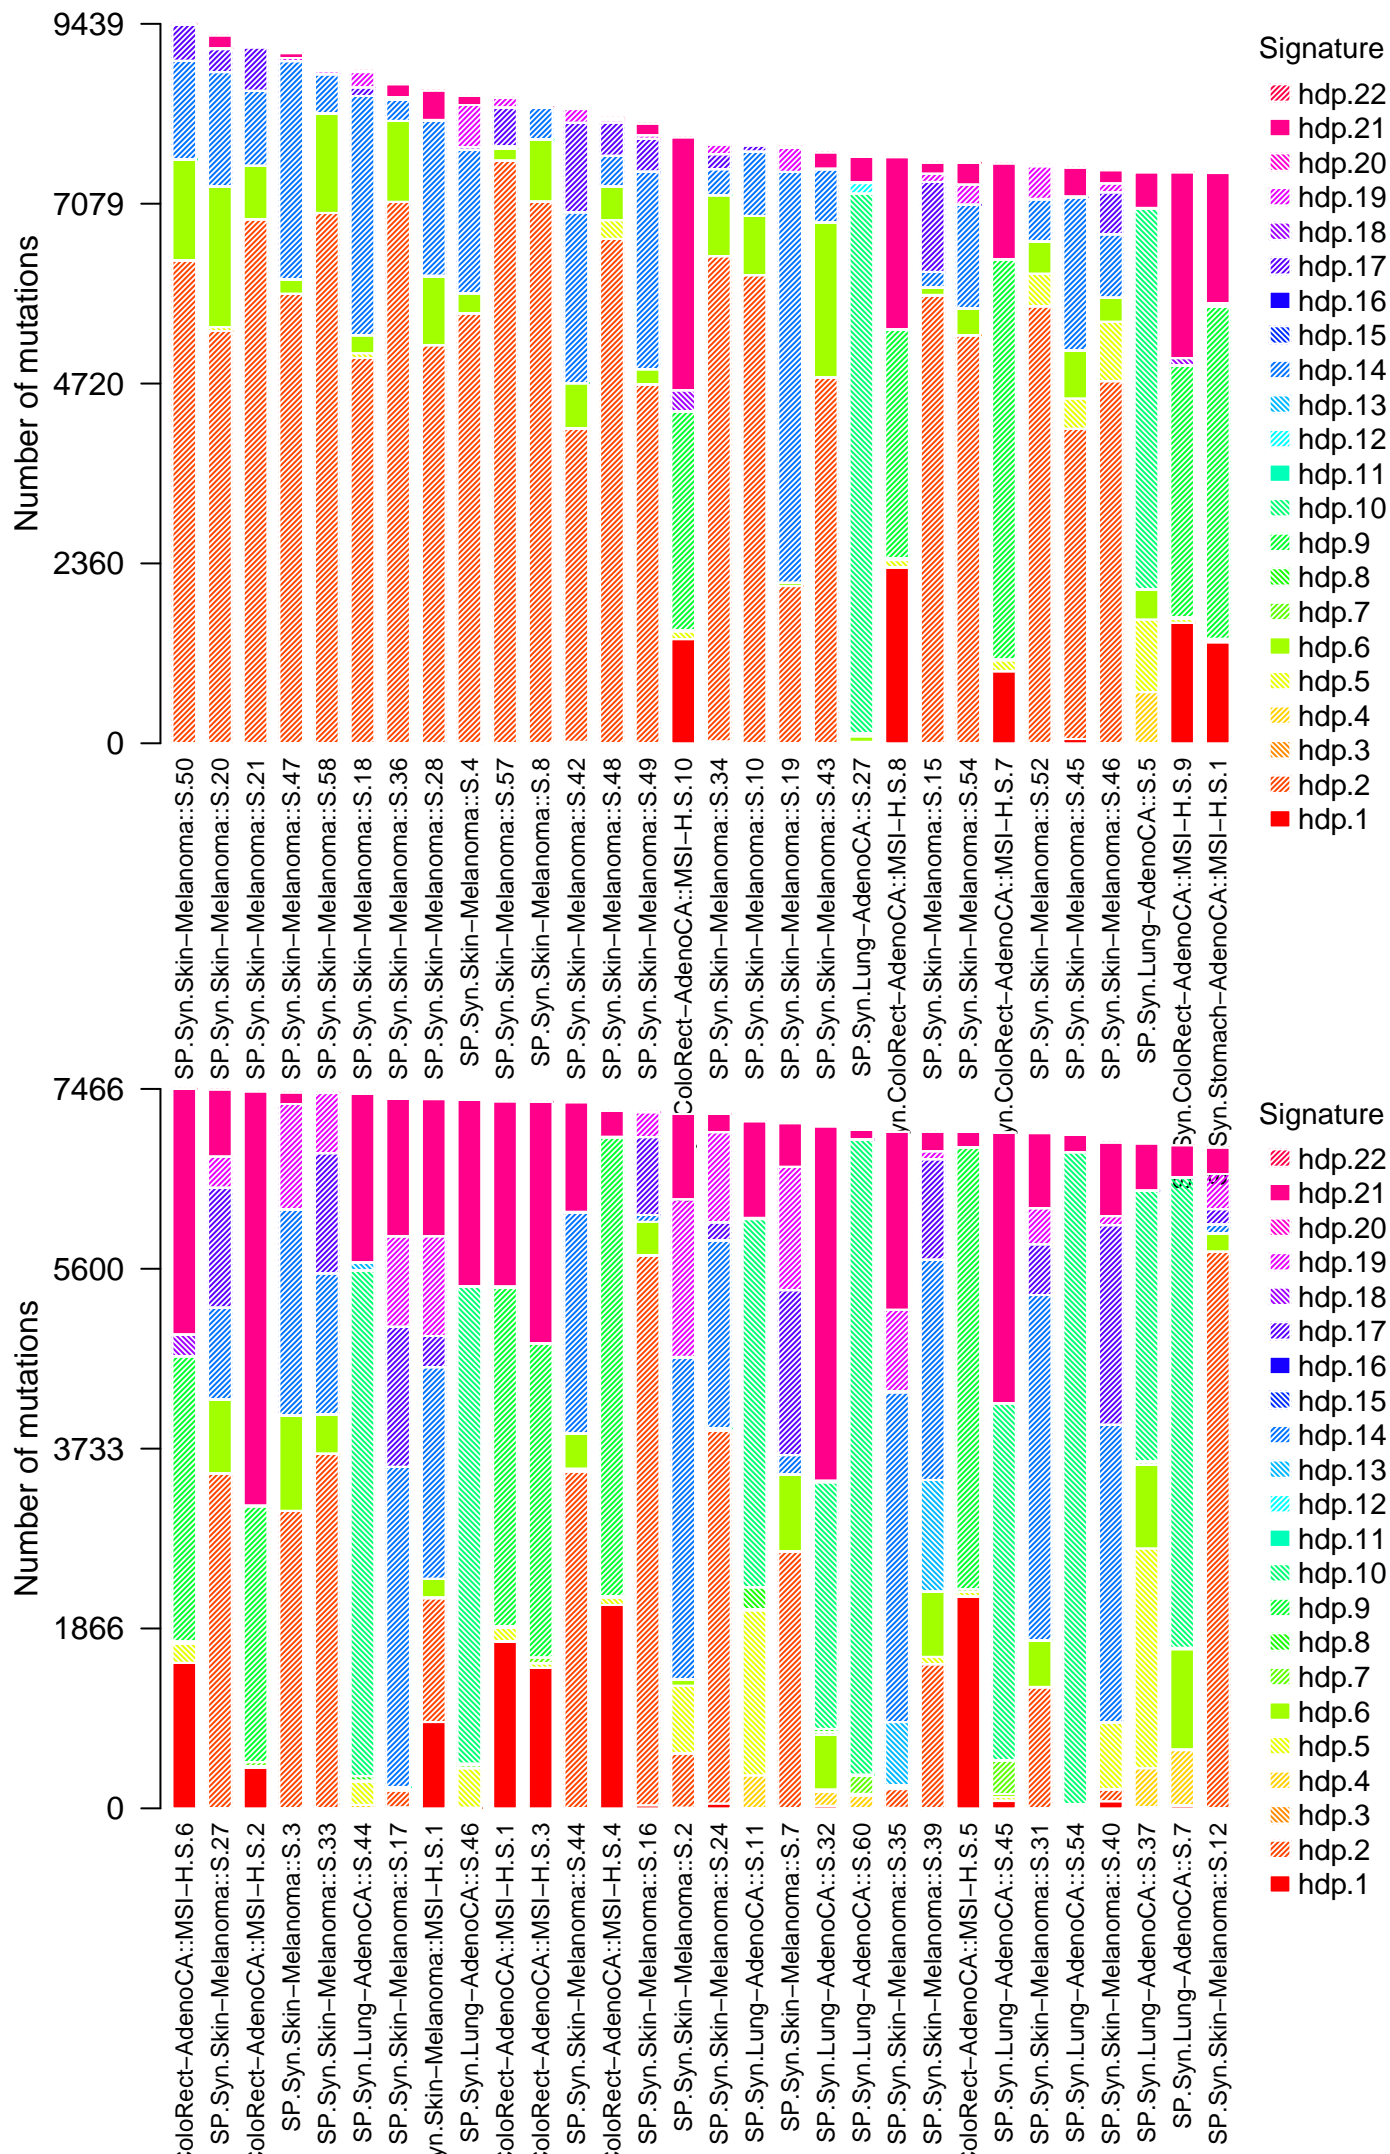 Number of mutations
9439
7079
4720
2360
0
SP.Syn.Skin−Melanoma::S.50
SP.Syn.Skin−Melanoma::S.20
SP.Syn.Skin−Melanoma::S.21
SP.Syn.Skin−Melanoma::S.47
SP.Syn.Skin−Melanoma::S.58
SP.Syn.Skin−Melanoma::S.18
SP.Syn.Skin−Melanoma::S.36
SP.Syn.Skin−Melanoma::S.28
SP.Syn.Skin−Melanoma::S.4
SP.Syn.Skin−Melanoma::S.57
SP.Syn.Skin−Melanoma::S.8
SP.Syn.Skin−Melanoma::S.42
SP.Syn.Skin−Melanoma::S.48
SP.Syn.Skin−Melanoma::S.49
ColoRect−AdenoCA::MSI−H.S.10
SP.Syn.Skin−Melanoma::S.34
SP.Syn.Skin−Melanoma::S.10
SP.Syn.Skin−Melanoma::S.19
SP.Syn.Skin−Melanoma::S.43
SP.Syn.Lung−AdenoCA::S.27
yn.ColoRect−AdenoCA::MSI−H.S.8
SP.Syn.Skin−Melanoma::S.15
SP.Syn.Skin−Melanoma::S.54
yn.ColoRect−AdenoCA::MSI−H.S.7
SP.Syn.Skin−Melanoma::S.52
SP.Syn.Skin−Melanoma::S.45
SP.Syn.Skin−Melanoma::S.46
SP.Syn.Lung−AdenoCA::S.5
Syn.ColoRect−AdenoCA::MSI−H.S.9
Syn.Stomach−AdenoCA::MSI−H.S.1
Signature
hdp.22
hdp.21
hdp.20
hdp.19
hdp.18
hdp.17
hdp.16
hdp.15
hdp.14
hdp.13
hdp.12
hdp.11
hdp.10
hdp.9
hdp.8
hdp.7
hdp.6
hdp.5
hdp.4
hdp.3
hdp.2
hdp.1
Number of mutations
7466
5600
3733
1866
0
oloRect−AdenoCA::MSI−H.S.6
SP.Syn.Skin−Melanoma::S.27
oloRect−AdenoCA::MSI−H.S.2
SP.Syn.Skin−Melanoma::S.3
SP.Syn.Skin−Melanoma::S.33
SP.Syn.Lung−AdenoCA::S.44
SP.Syn.Skin−Melanoma::S.17
yn.Skin−Melanoma::MSI−H.S.1
SP.Syn.Lung−AdenoCA::S.46
oloRect−AdenoCA::MSI−H.S.1
oloRect−AdenoCA::MSI−H.S.3
SP.Syn.Skin−Melanoma::S.44
oloRect−AdenoCA::MSI−H.S.4
SP.Syn.Skin−Melanoma::S.16
SP.Syn.Skin−Melanoma::S.2
SP.Syn.Skin−Melanoma::S.24
SP.Syn.Lung−AdenoCA::S.11
SP.Syn.Skin−Melanoma::S.7
SP.Syn.Lung−AdenoCA::S.32
SP.Syn.Lung−AdenoCA::S.60
SP.Syn.Skin−Melanoma::S.35
SP.Syn.Skin−Melanoma::S.39
oloRect−AdenoCA::MSI−H.S.5
SP.Syn.Lung−AdenoCA::S.45
SP.Syn.Skin−Melanoma::S.31
SP.Syn.Lung−AdenoCA::S.54
SP.Syn.Skin−Melanoma::S.40
SP.Syn.Lung−AdenoCA::S.37
SP.Syn.Lung−AdenoCA::S.7
SP.Syn.Skin−Melanoma::S.12
Signature
hdp.22
hdp.21
hdp.20
hdp.19
hdp.18
hdp.17
hdp.16
hdp.15
hdp.14
hdp.13
hdp.12
hdp.11
hdp.10
hdp.9
hdp.8
hdp.7
hdp.6
hdp.5
hdp.4
hdp.3
hdp.2
hdp.1